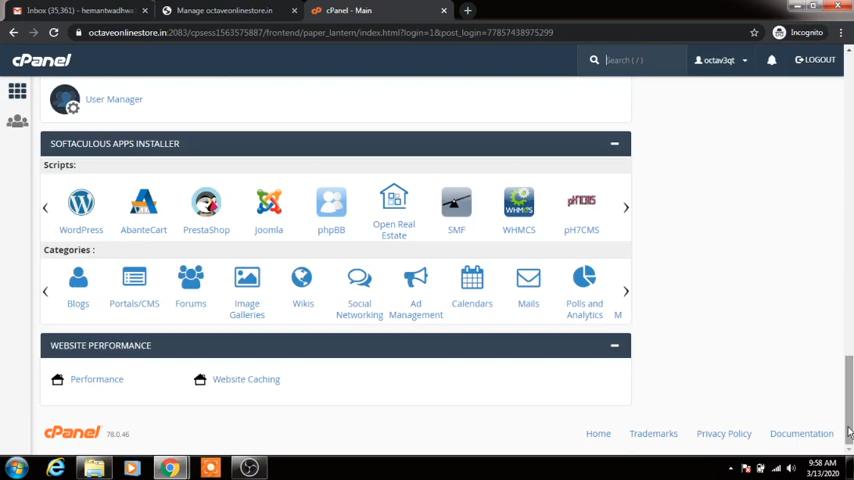 Inbox (35,361) - hemantwadhwa
Manage octaveonlinestore.in
cPanel - Main
octaveonlinestore.in:2083/cpsess1563575887/frontend/paper_lantern/index.html?login=1&post_login=77857438975299
Incognito
cPanel
Search ( / )
octav3qt
LOGOUT
User Manager
SOFTACULOUS APPS INSTALLER
Scripts:
WordPress
AbanteCart
PrestaShop
Joomla
phpBB
Open Real
Estate
SMF
WHMCS
pH7CMS
Categories :
Blogs
Portals/CMS
Forums
Image
Galleries
Wikis
Social
Networking
Ad
Management
Calendars
Mails
Polls and
Analytics
M
WEBSITE PERFORMANCE
Performance
Website Caching
cPanel 78.0.46
Home
Trademarks
Privacy Policy
Documentation
9:58 AM
3/13/2020